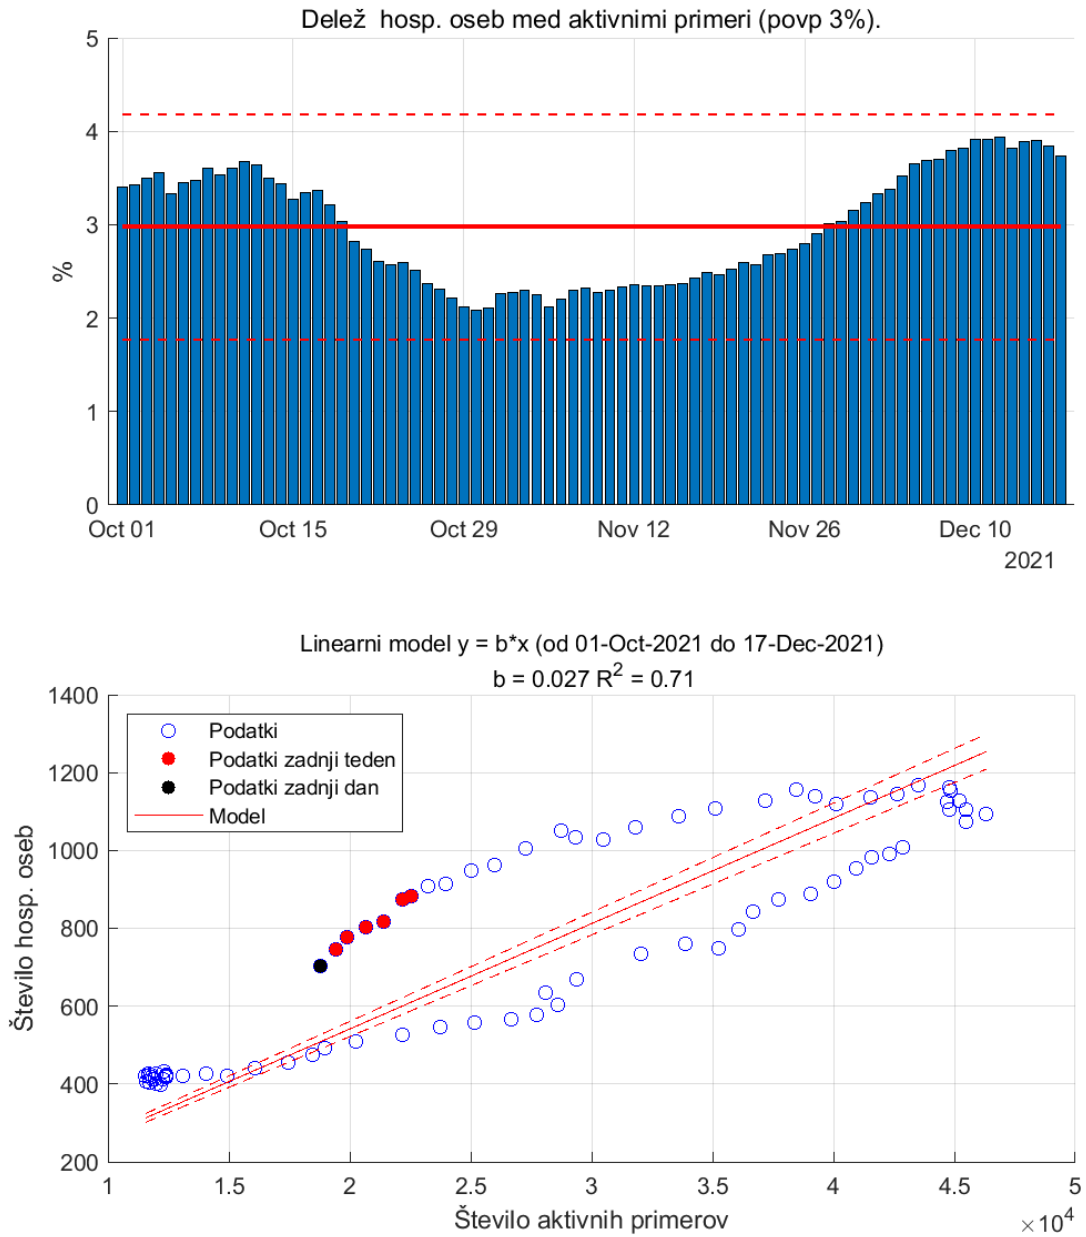 Delež  hosp. oseb med aktivnimi primeri (povp 3%).
5
4
3
2
1
0
%
Oct 01 Oct 15 Oct 29 Nov 12 Nov 26 Dec 10
2021
Linearni model y = b*x (od 01-Oct-2021 do 17-Dec-2021)
b = 0.027 R² = 0.71
1400
1200
1000
800
600
400
200
Število hosp. oseb
Podatki
Podatki zadnji teden
Podatki zadnji dan
Model
1 1.5 2 2.5 3 3.5 4 4.5 5
Število aktivnih primerov
×10⁴